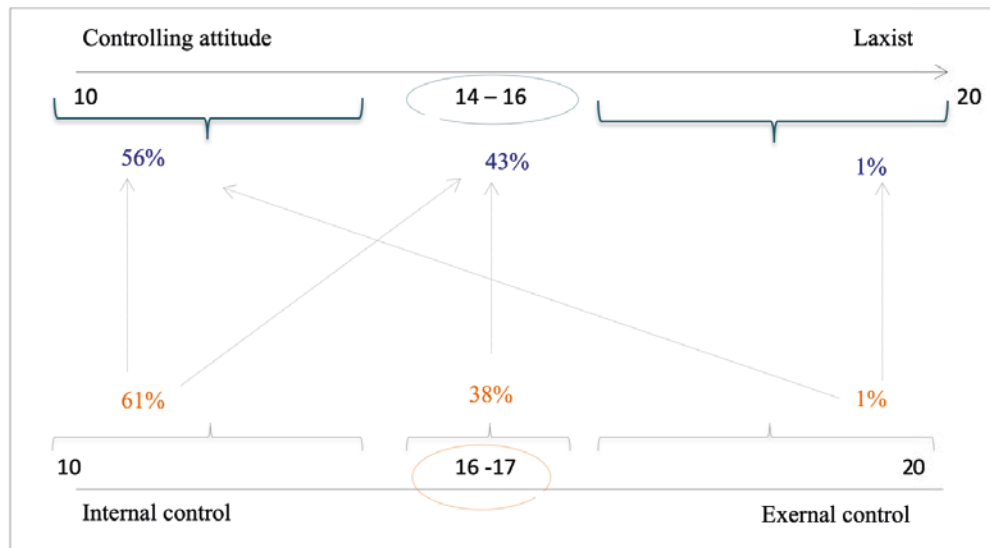 Controlling attitude Laxist
10 14 – 16 20
56% 43% 1%
61% 38% 1%
10 16 -17 20
Internal control Exernal control